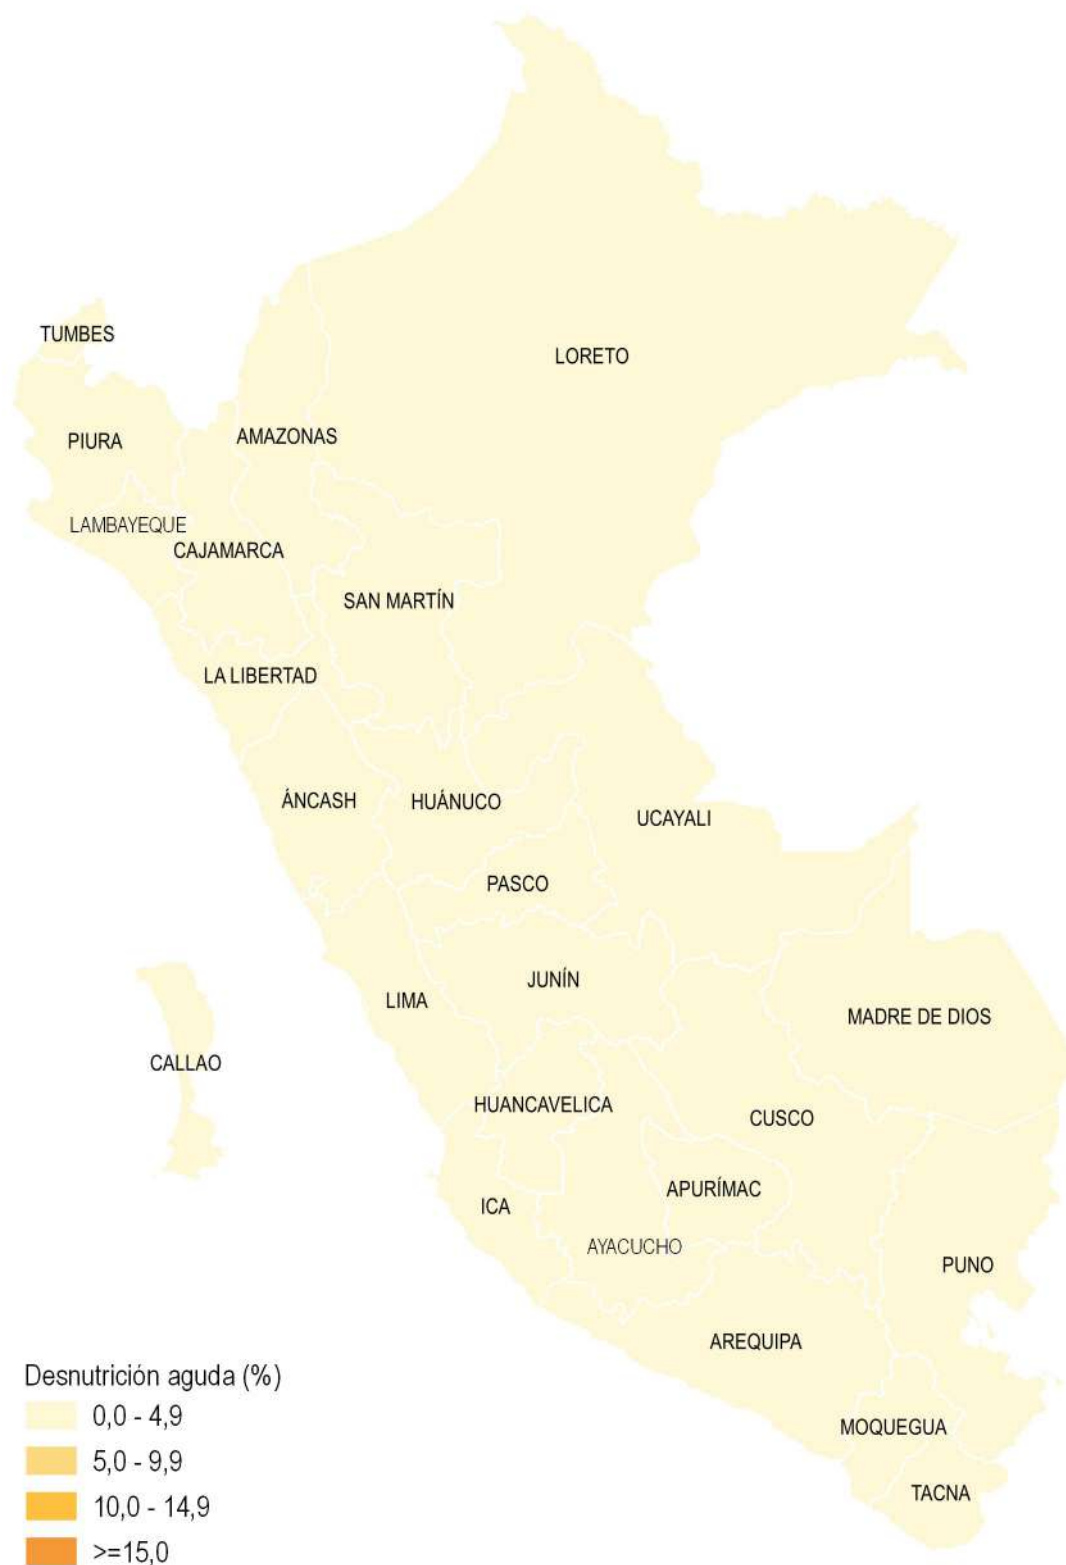 TUMBES
LORETO
PIURA
AMAZONAS
LAMBAYEQUE
CAJAMARCA
SAN MARTÍN
LA LIBERTAD
ÁNCASH
HUÁNUCO
UCAYALI
PASCO
JUNÍN
LIMA
MADRE DE DIOS
CALLAO
HUANCAVELICA
CUSCO
APURÍMAC
ICA
AYACUCHO
PUNO
AREQUIPA
MOQUEGUA
TACNA
Desnutrición aguda (%)
0,0 - 4,9
5,0 - 9,9
10,0 - 14,9
>=15,0